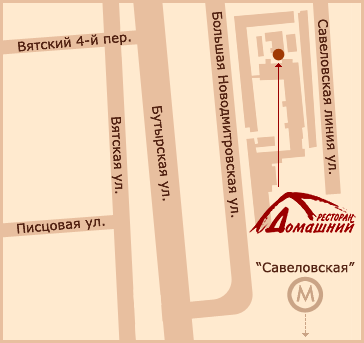 Вятский 4-й пер.
Вятская ул.
Бутырская ул.
Большая Новодмитровская ул.
Савеловская линия ул.
Писцовая ул.
РЕСТОРАН
Домашний
"Савеловская"
М